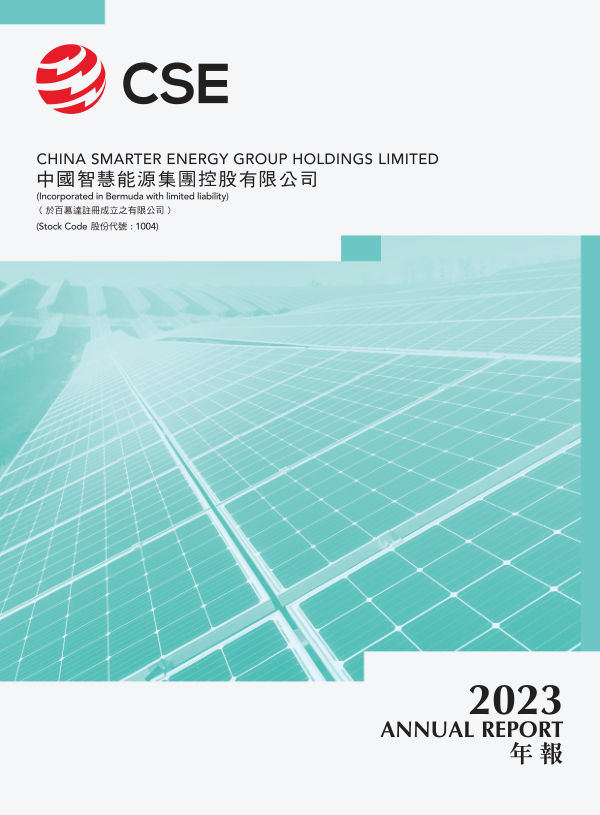 CSE
CHINA SMARTER ENERGY GROUP HOLDINGS LIMITED
中國智慧能源集團控股有限公司
(Incorporated in Bermuda with limited liability)
（ 於百慕達註冊成立之有限公司 ）
(Stock Code 股份代號 : 1004)
2023
ANNUAL REPORT
年報